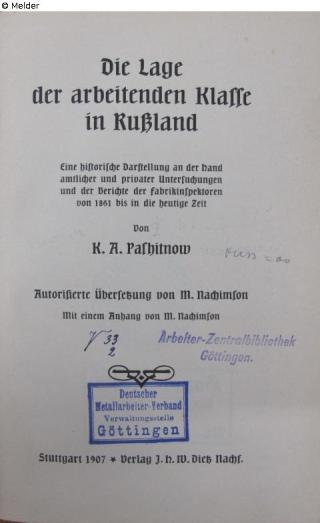 © Melder
Die Lage
der arbeitenden Klasse
in Rußland
Eine historische Darstellung an der Hand
amtlicher und privater Untersuchungen
und der Berichte der Fabrikinspektoren
von 1861 bis in die heutige Zeit
Von
K. A. Pashitnow
Autorisierte Übersetzung von M. Nachimson
Mit einem Anhang von M. Nachimson
V 33
2
Arbeiter-Zentralbibliothek
Göttingen.
Deutscher
Metallarbeiter-Verband
Verwaltungsstelle
Göttingen
Stuttgart 1907 * Verlag J. H. W. Dietz Nachf.